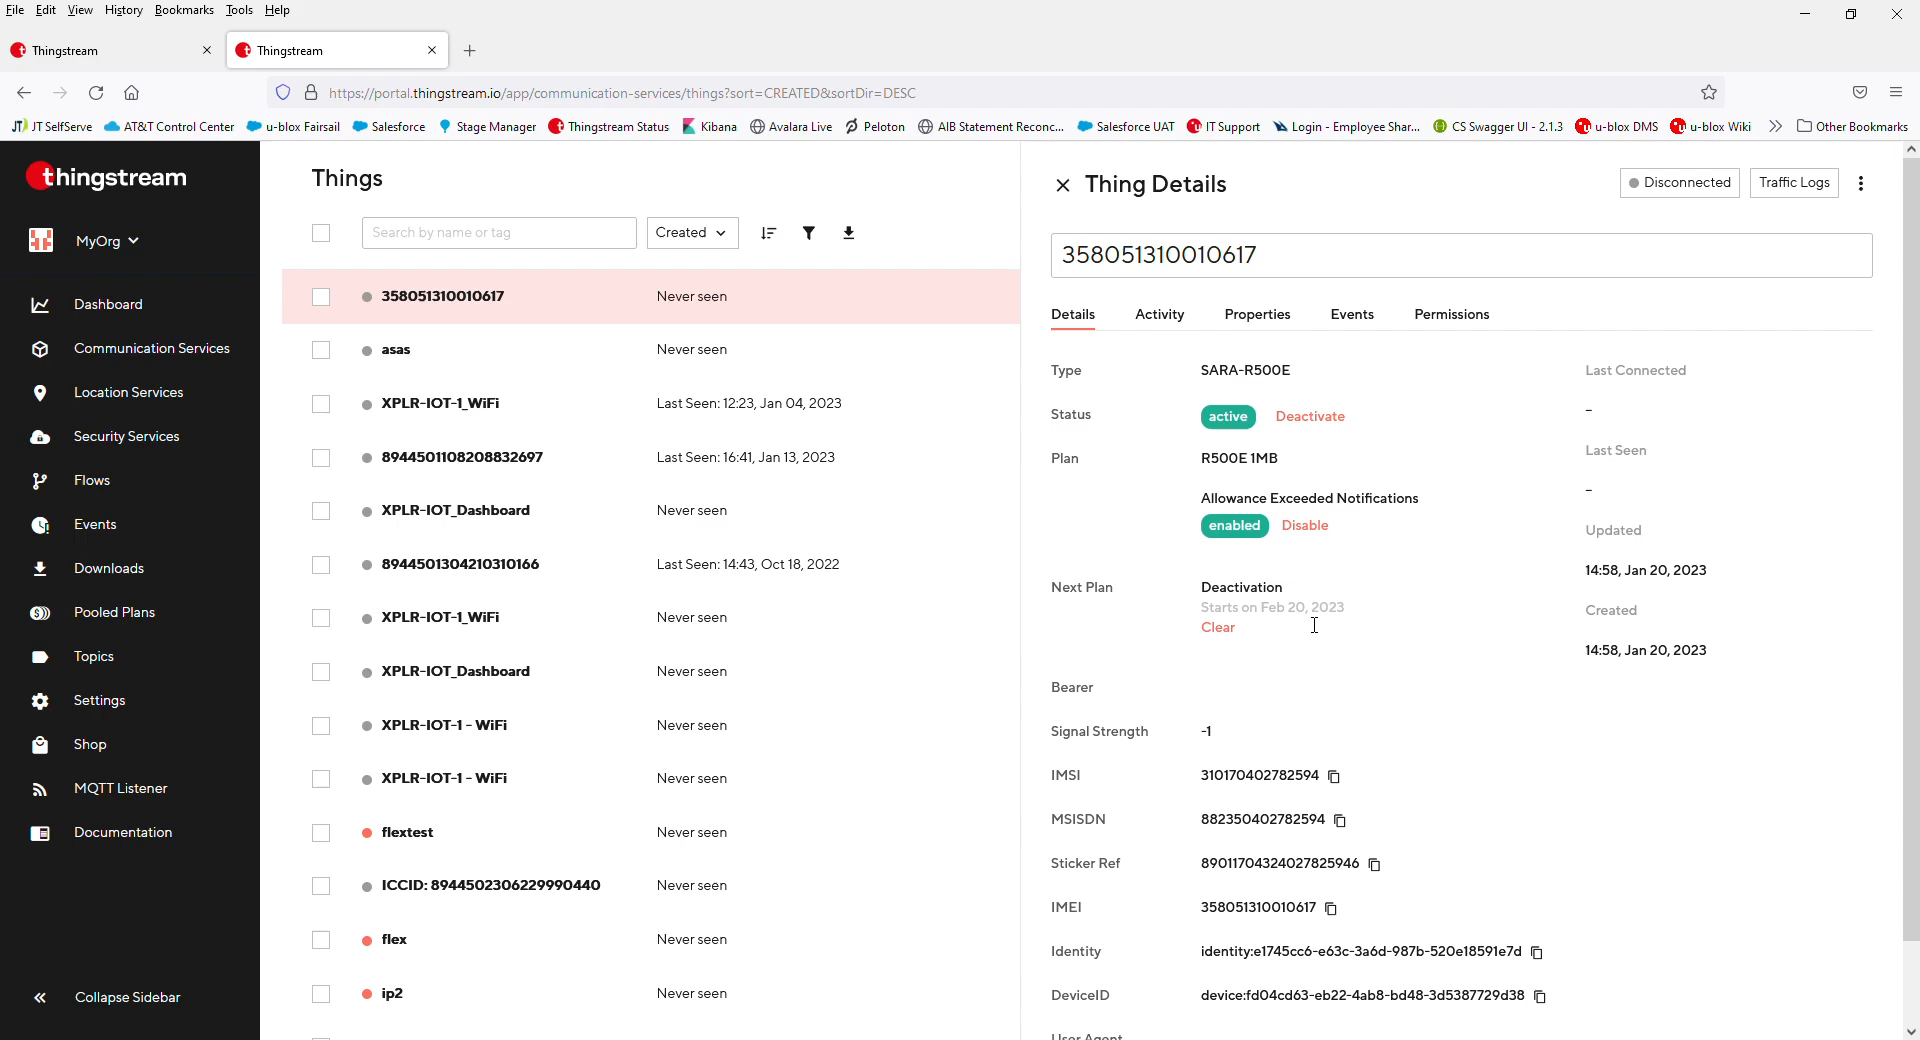 File Edit View History Bookmarks Tools Help
Thingstream
Thingstream
https://portal.thingstream.io/app/communication-services/things?sort=CREATED&sortDir=DESC
JT SelfServe AT&T Control Center u-blox Fairsail Salesforce Stage Manager Thingstream Status Kibana Avalara Live Peloton AIB Statement Reconc... Salesforce UAT IT Support Login - Employee Shar... CS Swagger UI - 2.1.3 u-blox DMS u-blox Wiki Other Bookmarks
thingstream
MyOrg
Dashboard
Communication Services
Location Services
Security Services
Flows
Events
Downloads
Pooled Plans
Topics
Settings
Shop
MQTT Listener
Documentation
Collapse Sidebar
Things
Search by name or tag Created
358051310010617 Never seen
asas Never seen
XPLR-IOT-1_WiFi Last Seen: 12:23, Jan 04, 2023
8944501108208832697 Last Seen: 16:41, Jan 13, 2023
XPLR-IOT_Dashboard Never seen
8944501304210310166 Last Seen: 14:43, Oct 18, 2022
XPLR-IOT-1_WiFi Never seen
XPLR-IOT_Dashboard Never seen
XPLR-IOT-1 - WiFi Never seen
XPLR-IOT-1 - WiFi Never seen
flextest Never seen
ICCID: 8944502306229990440 Never seen
flex Never seen
ip2 Never seen
Thing Details Disconnected Traffic Logs
358051310010617
Details Activity Properties Events Permissions
Type SARA-R500E
Status active Deactivate
Plan R500E 1MB
Allowance Exceeded Notifications
enabled Disable
Next Plan Deactivation
Starts on Feb 20, 2023
Clear
Bearer
Signal Strength -1
IMSI 310170402782594
MSISDN 882350402782594
Sticker Ref 89011704324027825946
IMEI 358051310010617
Identity identity:e1745cc6-e63c-3a6d-987b-520e18591e7d
DeviceID device:fd04cd63-eb22-4ab8-bd48-3d5387729d38
User Agent
Last Connected
-
Last Seen
-
Updated
14:58, Jan 20, 2023
Created
14:58, Jan 20, 2023